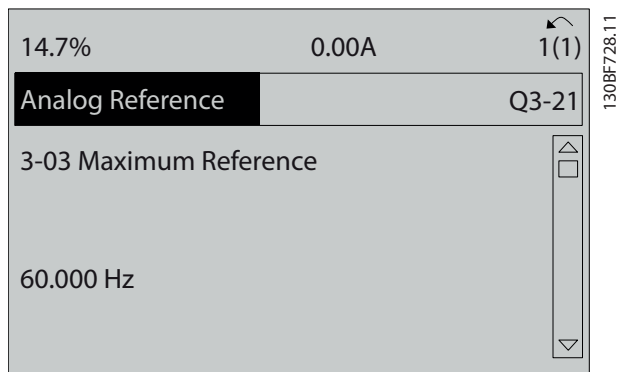 14.7% 0.00A 1(1)
Analog Reference Q3-21
3-03 Maximum Reference
60.000 Hz
130BF728.11